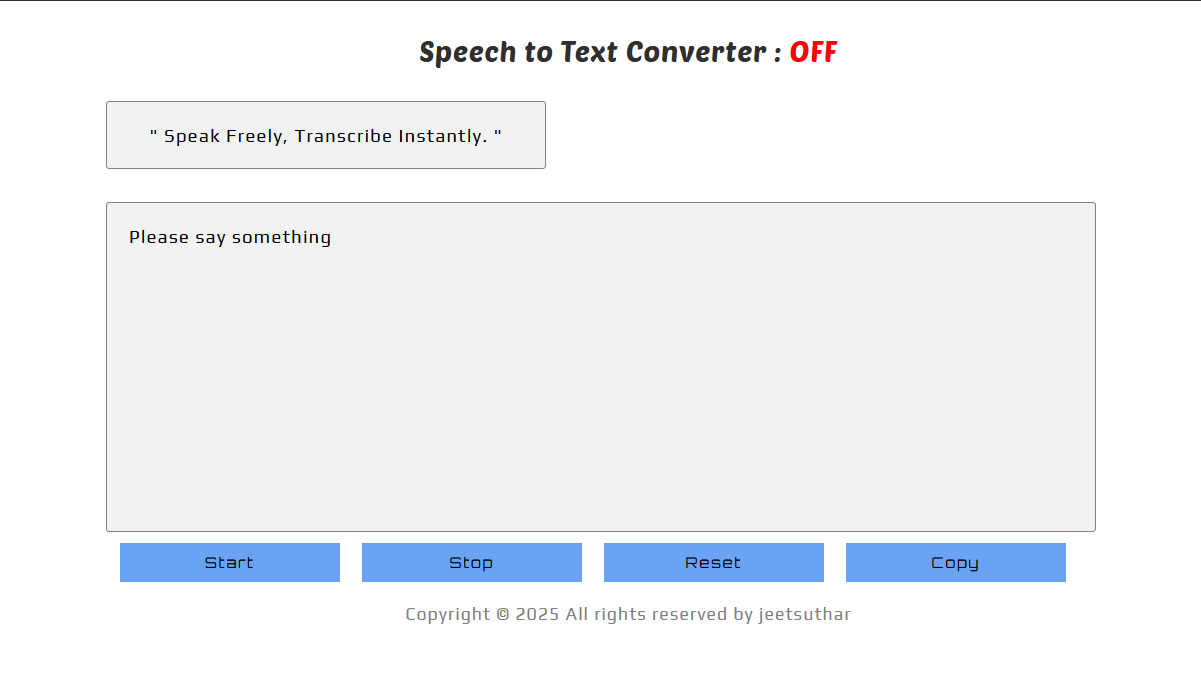 Speech to Text Converter : OFF
" Speak Freely, Transcribe Instantly. "
Please say something
Start Stop Reset Copy
Copyright © 2025 All rights reserved by jeetsuthar